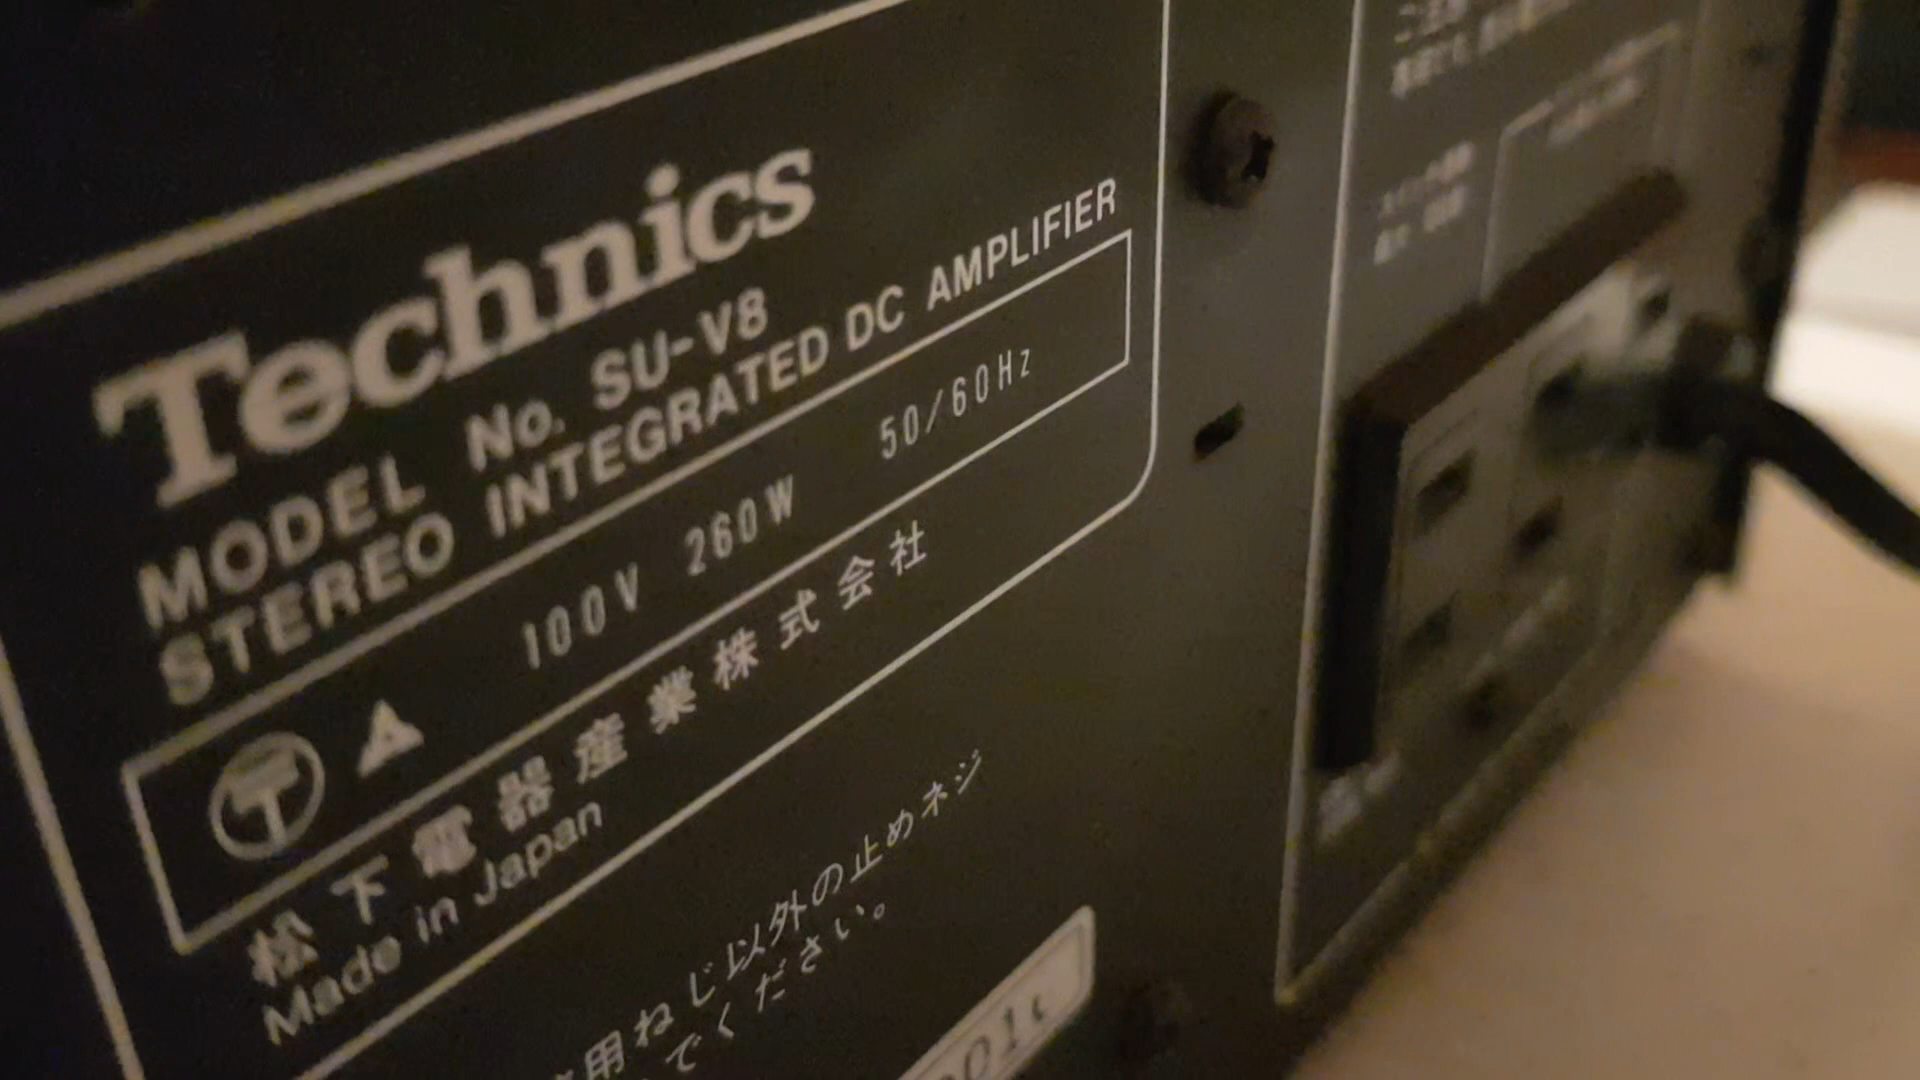 Technics
MODEL No. SU-V8
STEREO INTEGRATED DC AMPLIFIER
100V 260W 50/60Hz
松下電器産業株式会社
Made in Japan
用ねじ以外の止めネジ
でください。